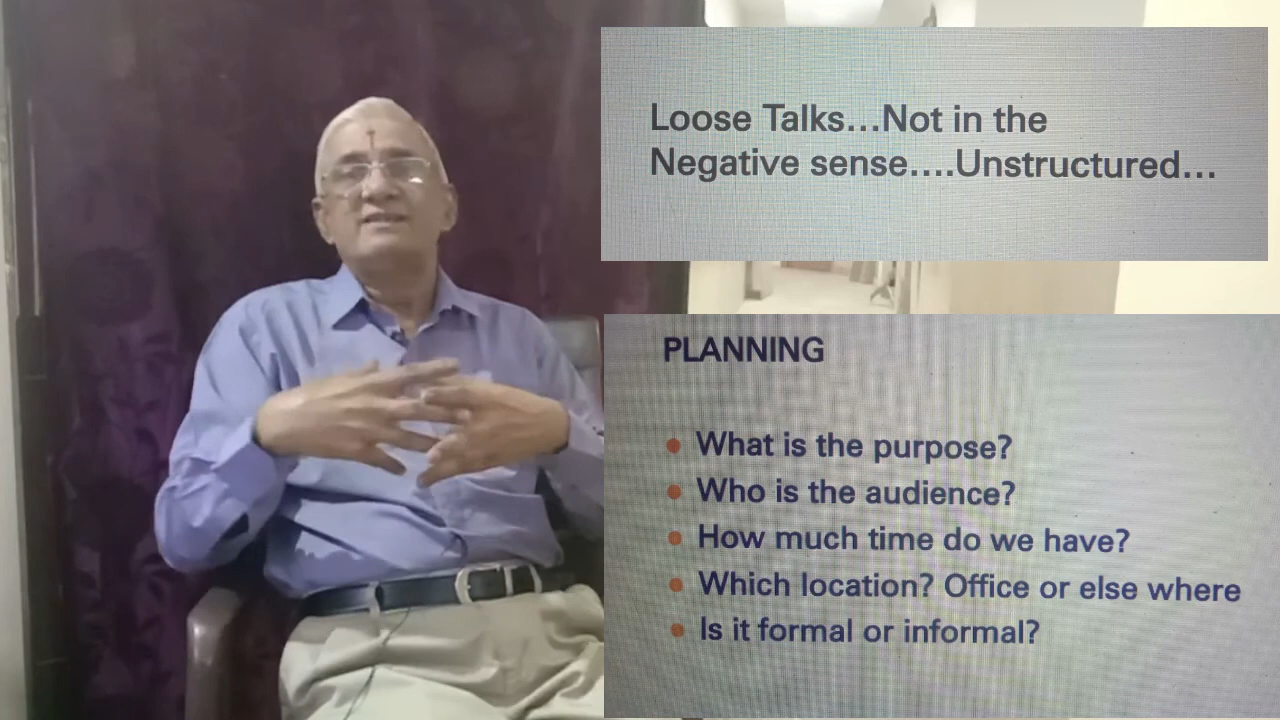 Loose Talks...Not in the
Negative sense....Unstructured...
PLANNING
What is the purpose?
Who is the audience?
How much time do we have?
Which location? Office or else where
Is it formal or informal?